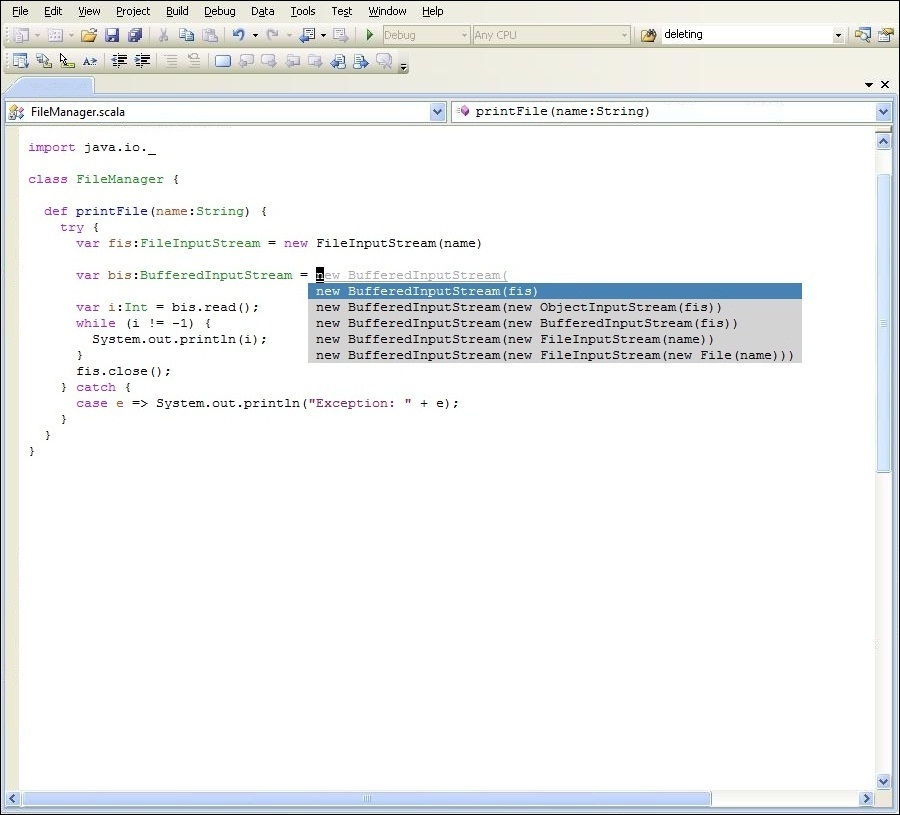 File Edit View Project Build Debug Data Tools Test Window Help
Debug Any CPU deleting
FileManager.scala printFile(name:String)
import java.io._
class FileManager {
def printFile(name:String) {
try {
var fis:FileInputStream = new FileInputStream(name)
var bis:BufferedInputStream = new BufferedInputStream(
new BufferedInputStream(fis)
new BufferedInputStream(new ObjectInputStream(fis))
new BufferedInputStream(new BufferedInputStream(fis))
new BufferedInputStream(new FileInputStream(name))
new BufferedInputStream(new FileInputStream(new File(name)))
var i:Int = bis.read();
while (i != -1) {
System.out.println(i);
}
fis.close();
} catch {
case e => System.out.println("Exception: " + e);
}
}
}